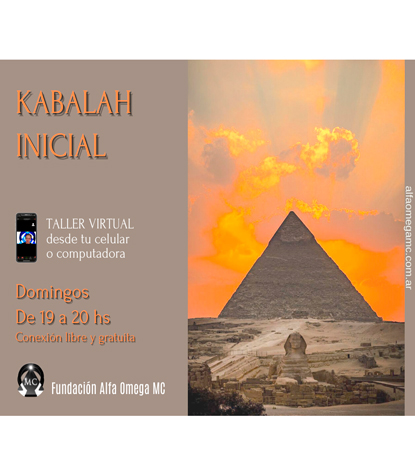 KABALAH
INICIAL
TALLER VIRTUAL
desde tu celular
o computadora
Domingos
De 19 a 20 hs
Conexión libre y gratuita
MC
Fundación Alfa Omega MC
alfaomegamc.com.ar